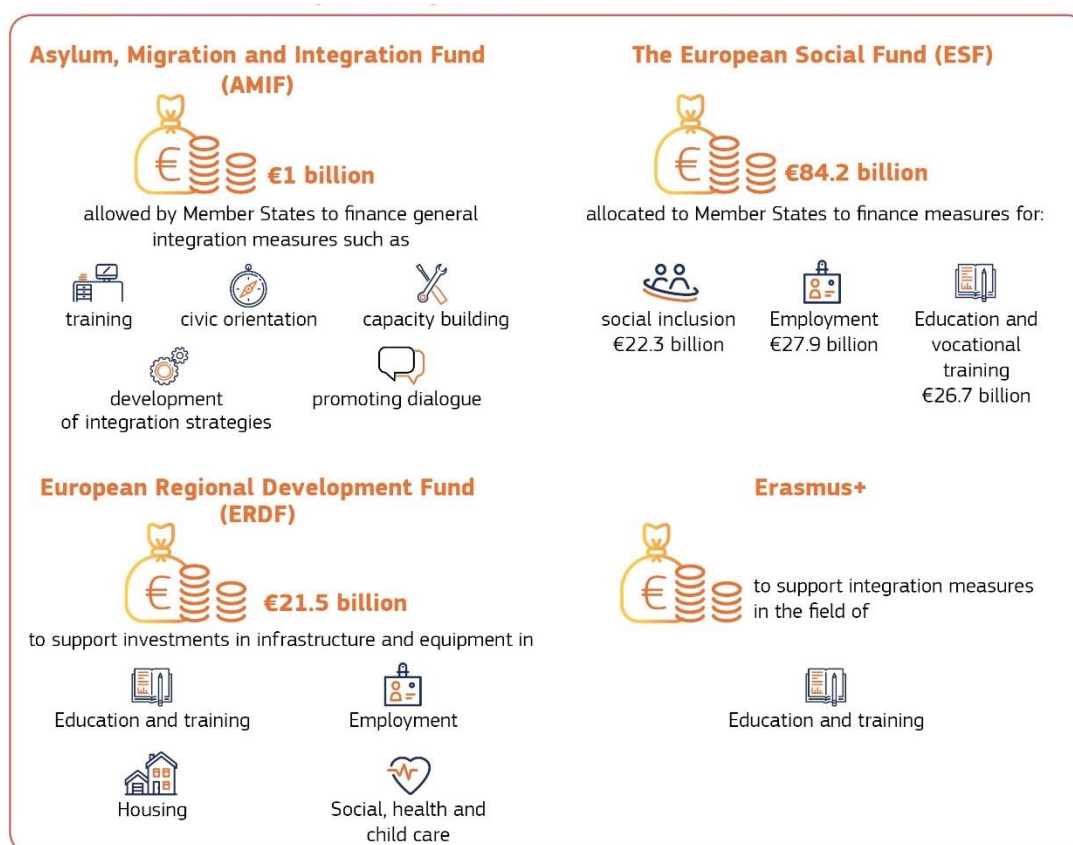 Asylum, Migration and Integration Fund
(AMIF)
€
€1 billion
allowed by Member States to finance general
integration measures such as
training
civic orientation
capacity building
development
of integration strategies
promoting dialogue
The European Social Fund (ESF)
€
€84.2 billion
allocated to Member States to finance measures for:
social inclusion
€22.3 billion
Employment
€27.9 billion
Education and
vocational
training
€26.7 billion
European Regional Development Fund
(ERDF)
€
€21.5 billion
to support investments in infrastructure and equipment in
Education and training
Employment
Housing
Social, health and
child care
Erasmus+
€
to support integration measures
in the field of
Education and training